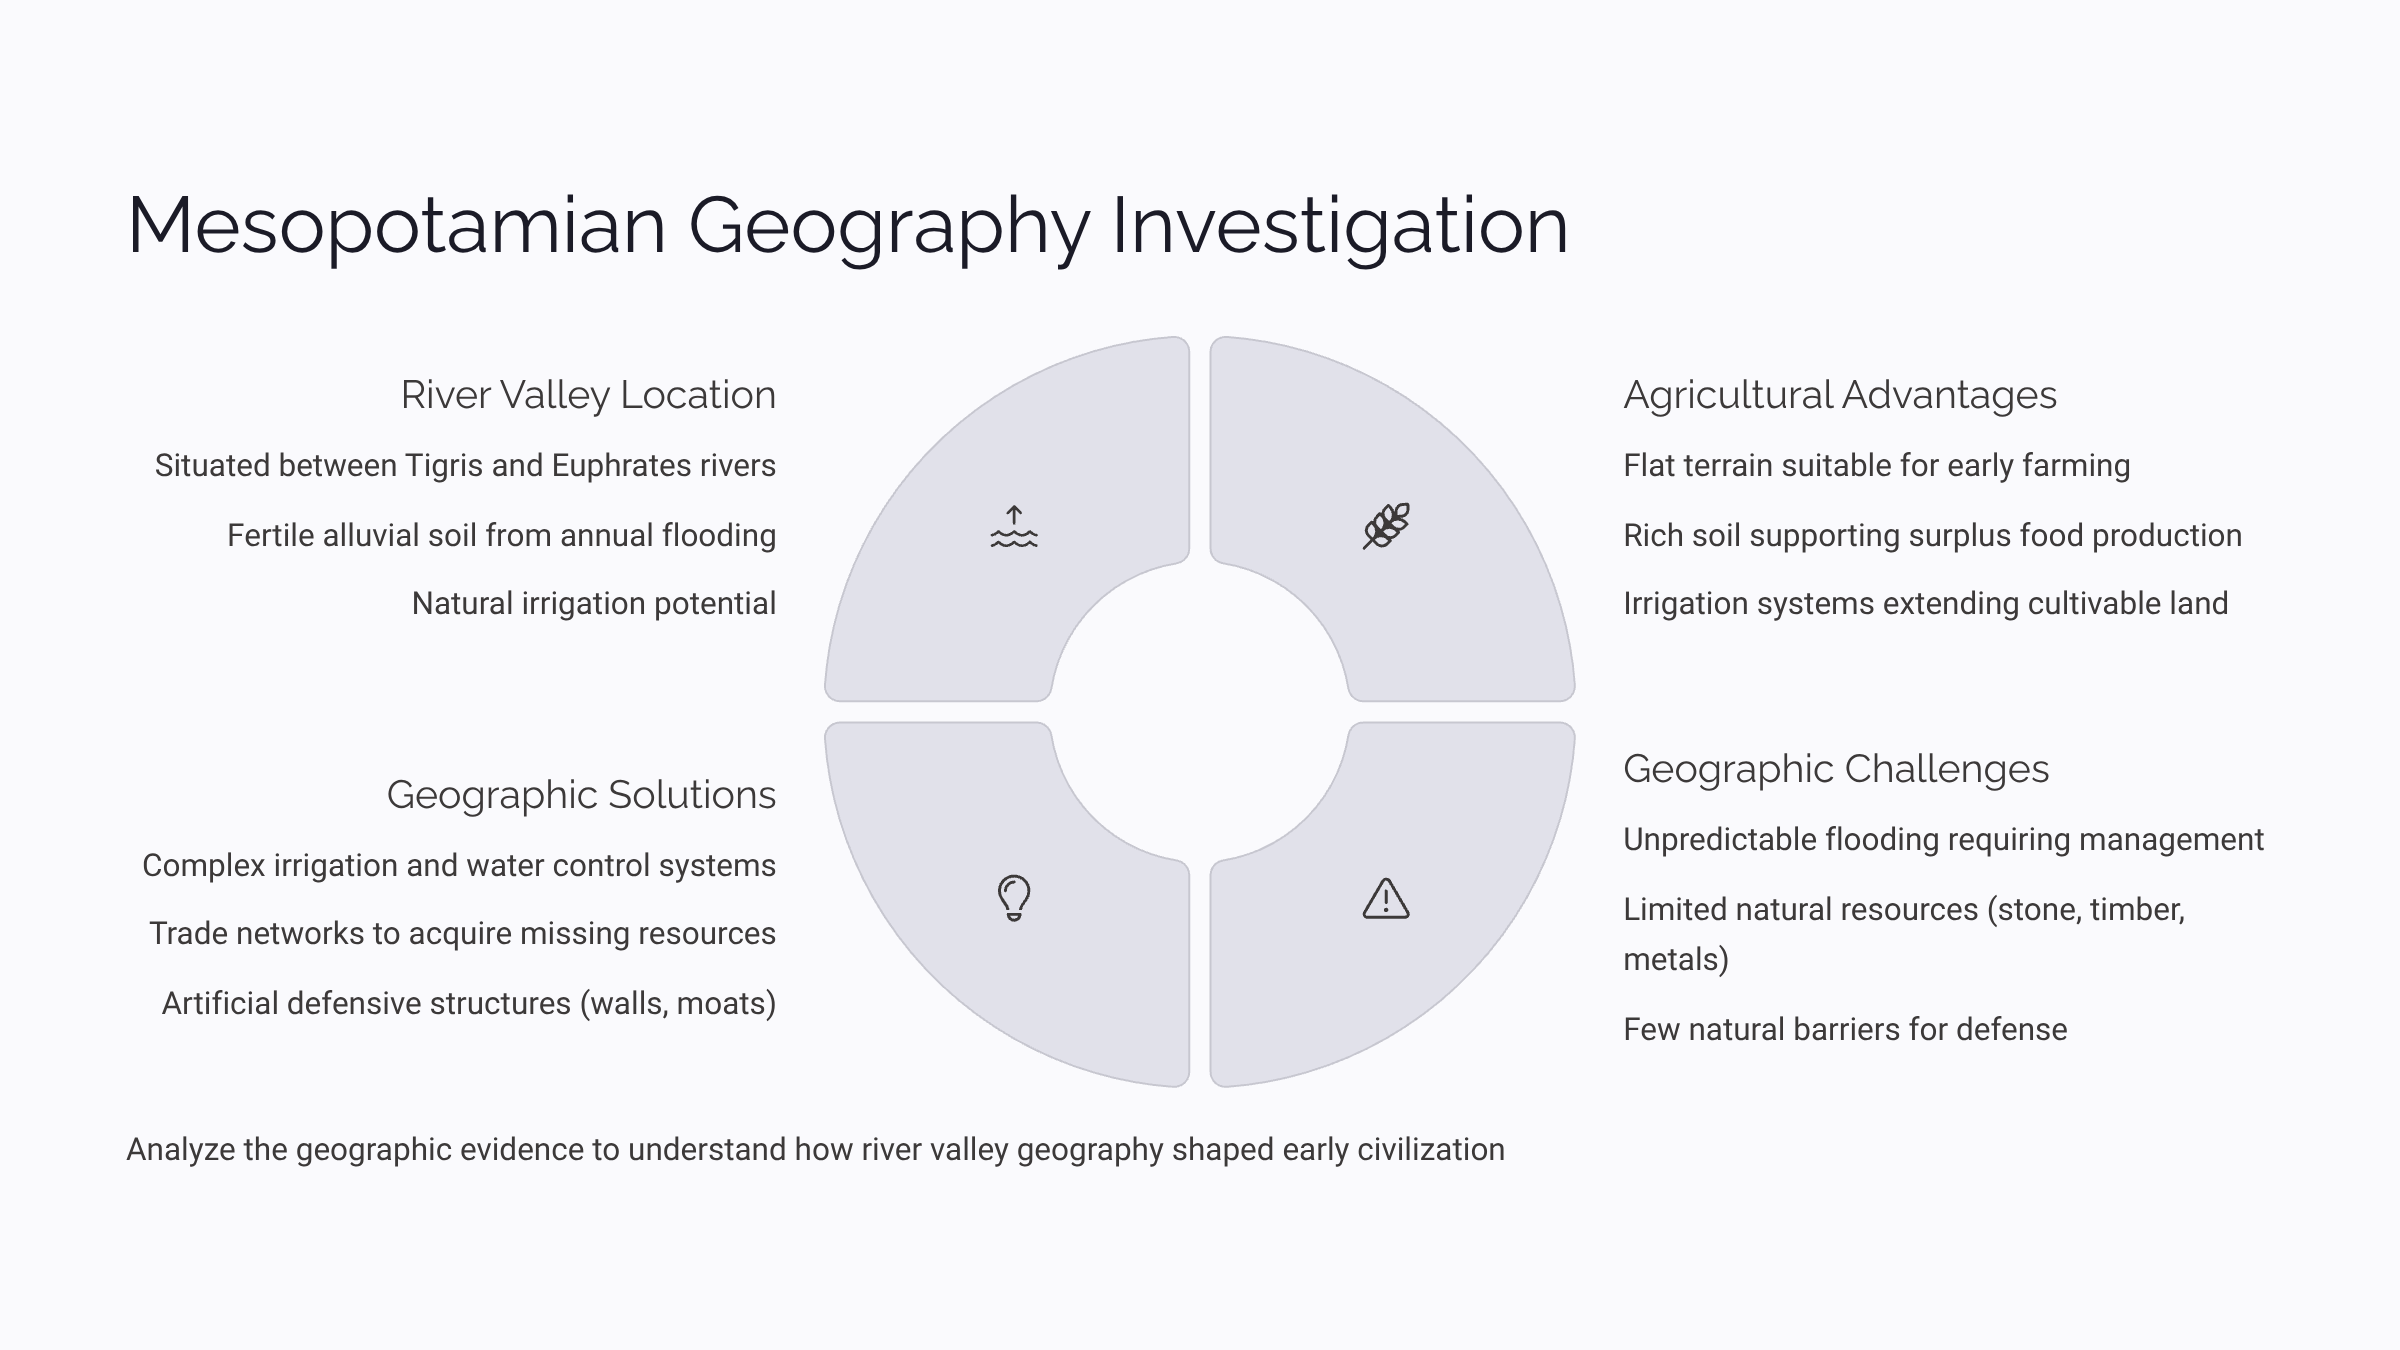 Mesopotamian Geography Investigation
River Valley Location
Situated between Tigris and Euphrates rivers
Fertile alluvial soil from annual flooding
Natural irrigation potential
Agricultural Advantages
Flat terrain suitable for early farming
Rich soil supporting surplus food production
Irrigation systems extending cultivable land
Geographic Solutions
Complex irrigation and water control systems
Trade networks to acquire missing resources
Artificial defensive structures (walls, moats)
Geographic Challenges
Unpredictable flooding requiring management
Limited natural resources (stone, timber,
metals)
Few natural barriers for defense
Analyze the geographic evidence to understand how river valley geography shaped early civilization